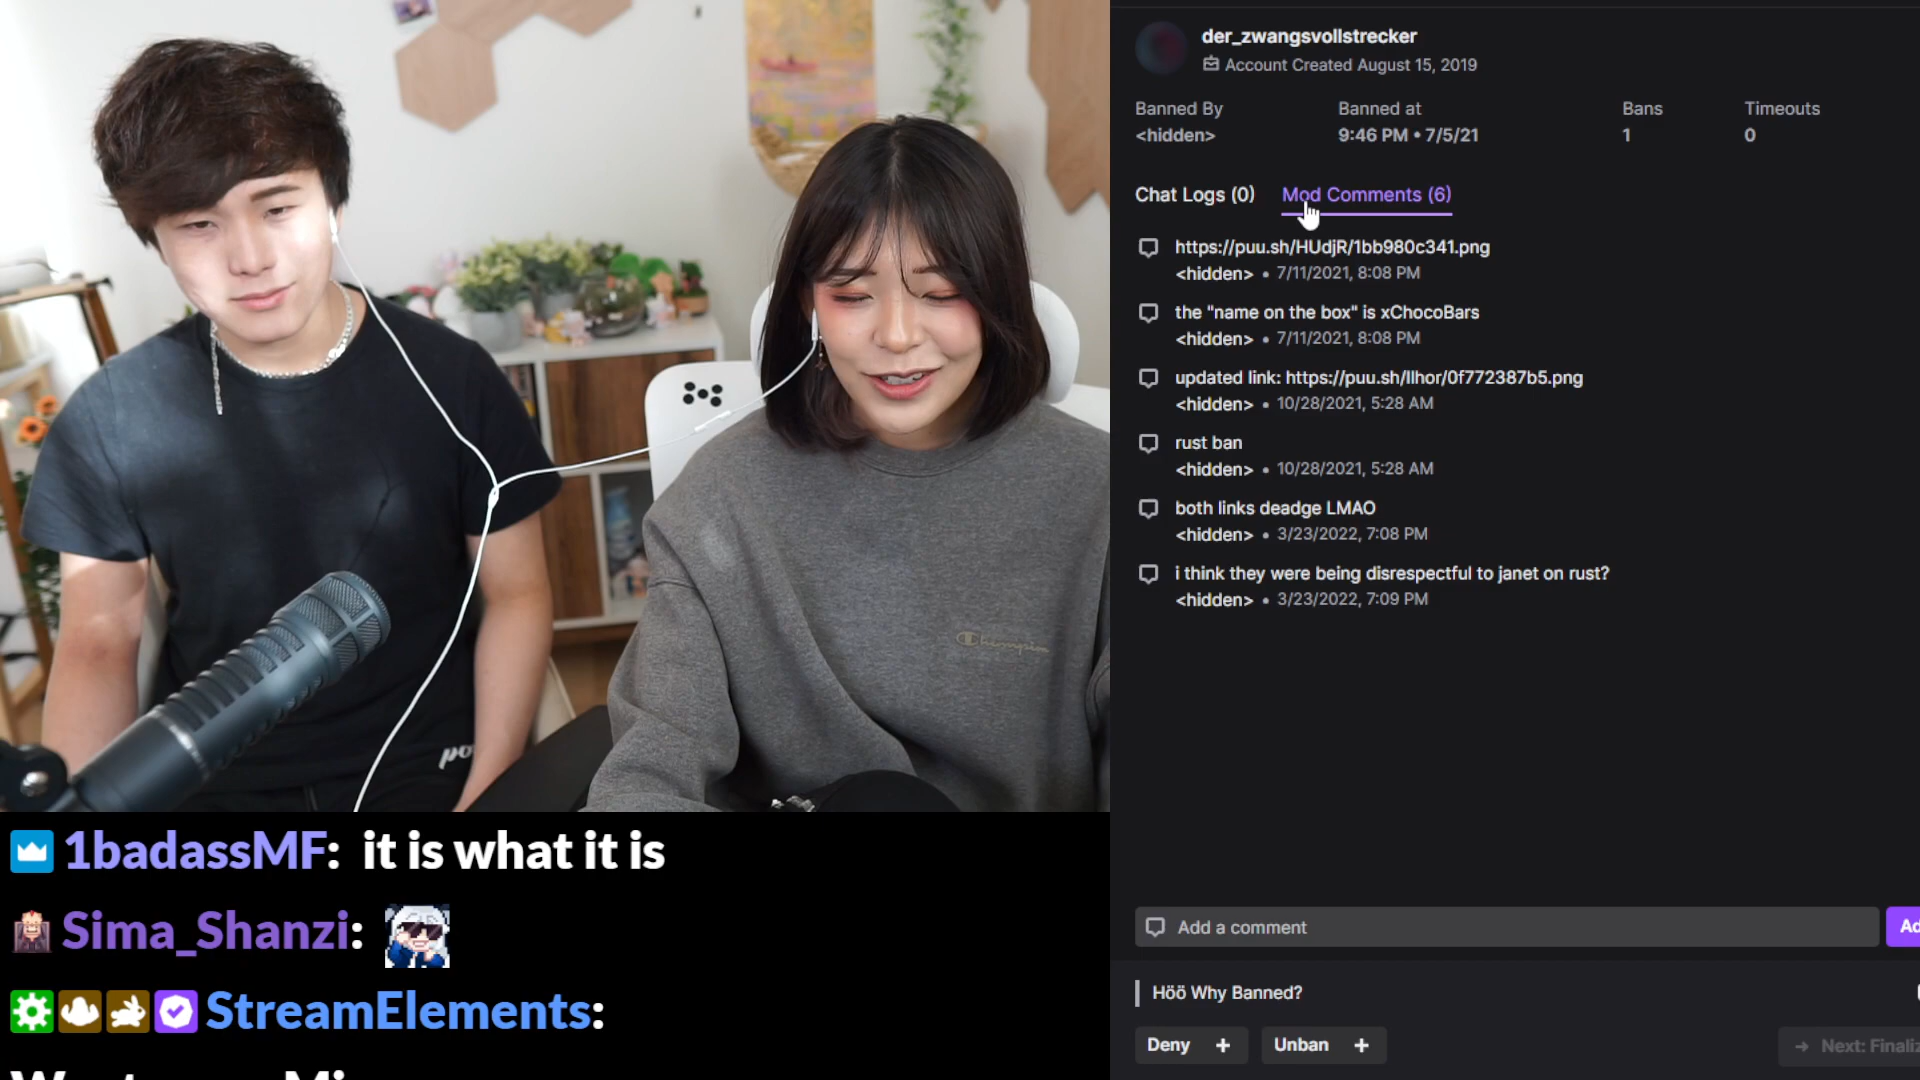 der_zwangsvollstrecker
Account Created August 15, 2019
Banned By
Banned at
Bans
Timeouts
<hidden>
9:46 PM • 7/5/21
1
0
Chat Logs (0)
Mod Comments (6)
https://puu.sh/HUdjR/1bb980c341.png
<hidden> • 7/11/2021, 8:08 PM
the "name on the box" is xChocoBars
<hidden> • 7/11/2021, 8:08 PM
updated link: https://puu.sh/Ilhor/0f772387b5.png
<hidden> • 10/28/2021, 5:28 AM
rust ban
<hidden> • 10/28/2021, 5:28 AM
both links deadge LMAO
<hidden> • 3/23/2022, 7:08 PM
i think they were being disrespectful to janet on rust?
<hidden> • 3/23/2022, 7:09 PM
Add a comment
Höö Why Banned?
Deny +
Unban +
→ Next:
Champion
1badassMF: it is what it is
Sima_Shanzi:
StreamElements: